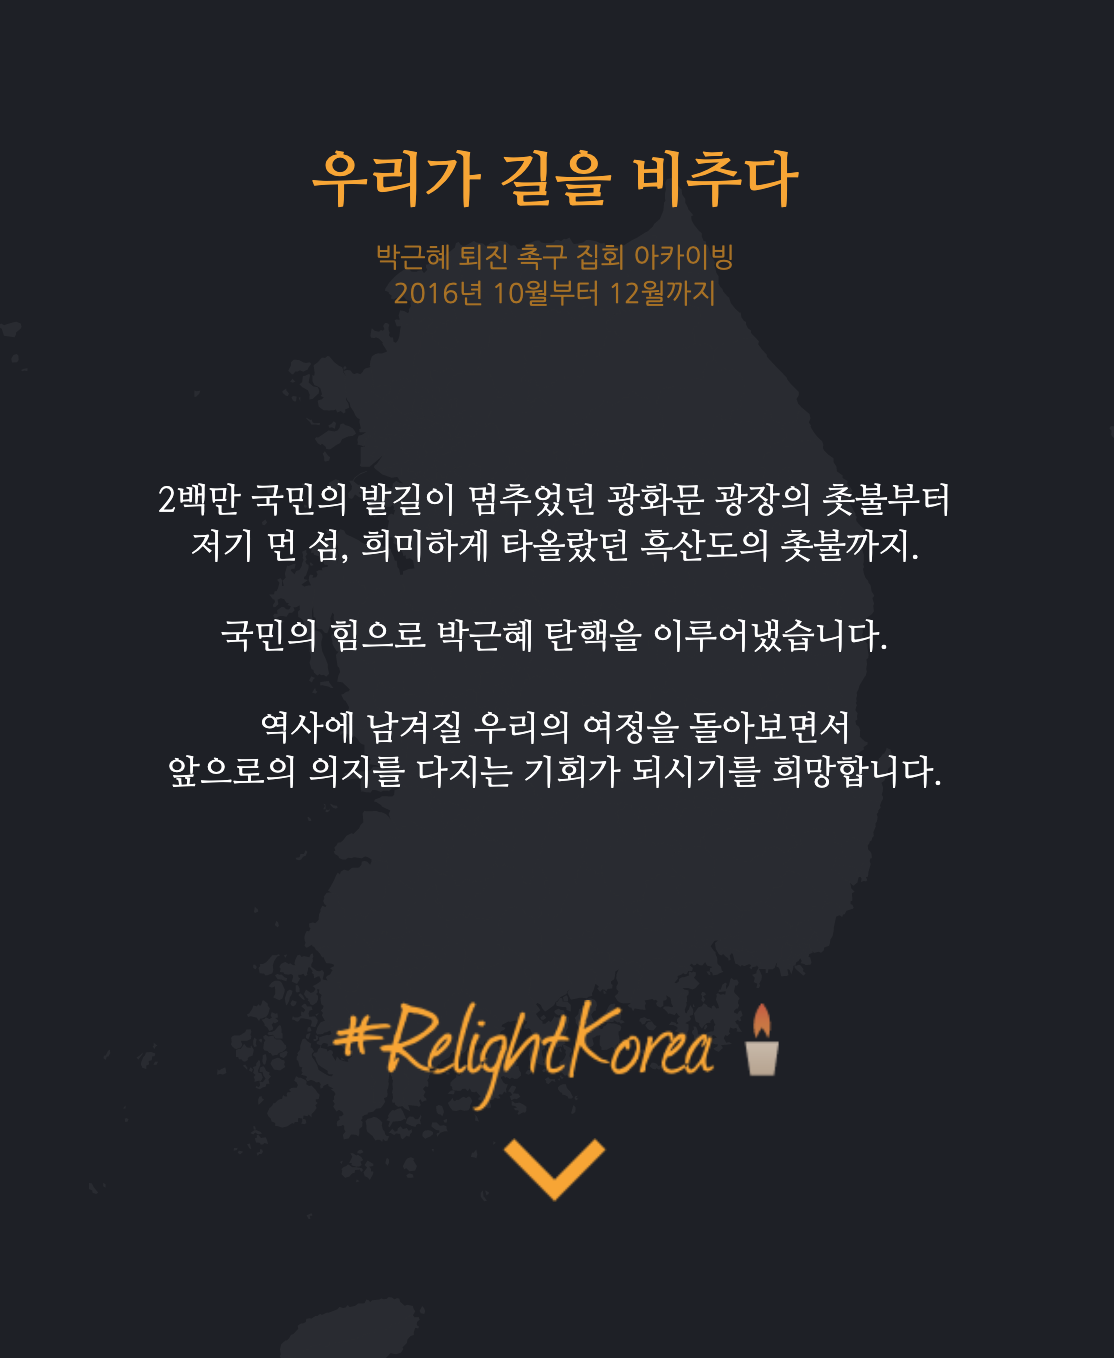 우리가 길을 비추다
박근혜 퇴진 촉구 집회 아카이빙
2016년 10월부터 12월까지
2백만 국민의 발길이 멈추었던 광화문 광장의 촛불부터
저기 먼 섬, 희미하게 타올랐던 흑산도의 촛불까지.
국민의 힘으로 박근혜 탄핵을 이루어냈습니다.
역사에 남겨질 우리의 여정을 돌아보면서
앞으로의 의지를 다지는 기회가 되시기를 희망합니다.
#RelightKorea